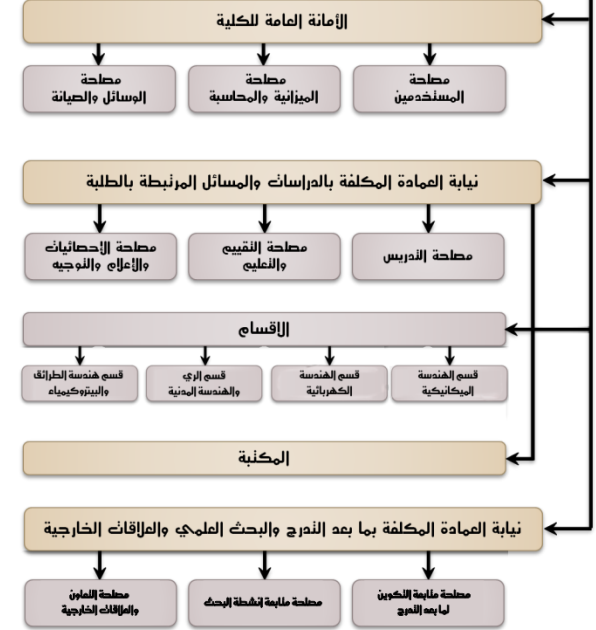 الأمانة العامة للكلية
مصلحة
المستخدمين
مصلحة
الميزانية والمحاسبة
مصلحة
الوسائل والصيانة
نيابة العمادة المكلفة بالدراسات والمسائل المرتبطة بالطلبة
مصلحة التدريس
مصلحة التقييم
والتعليم
مصلحة الإحصائيات
والإعلام والتوجيه
الاقسام
قسم الهندسة
الميكانيكية
قسم الهندسة
الكهربائية
قسم الري
والهندسة المدنية
قسم هندسة الطرائق
والبيتروكيمياء
المكتبة
نيابة العمادة المكلفة بما بعد التدرج والبحث العلمي والعلاقات الخارجية
مصلحة متابعة التكوين
لما بعد التدرج
مصلحة متابعة أنشطة البحث
مصلحة التعاون
والعلاقات الخارجية